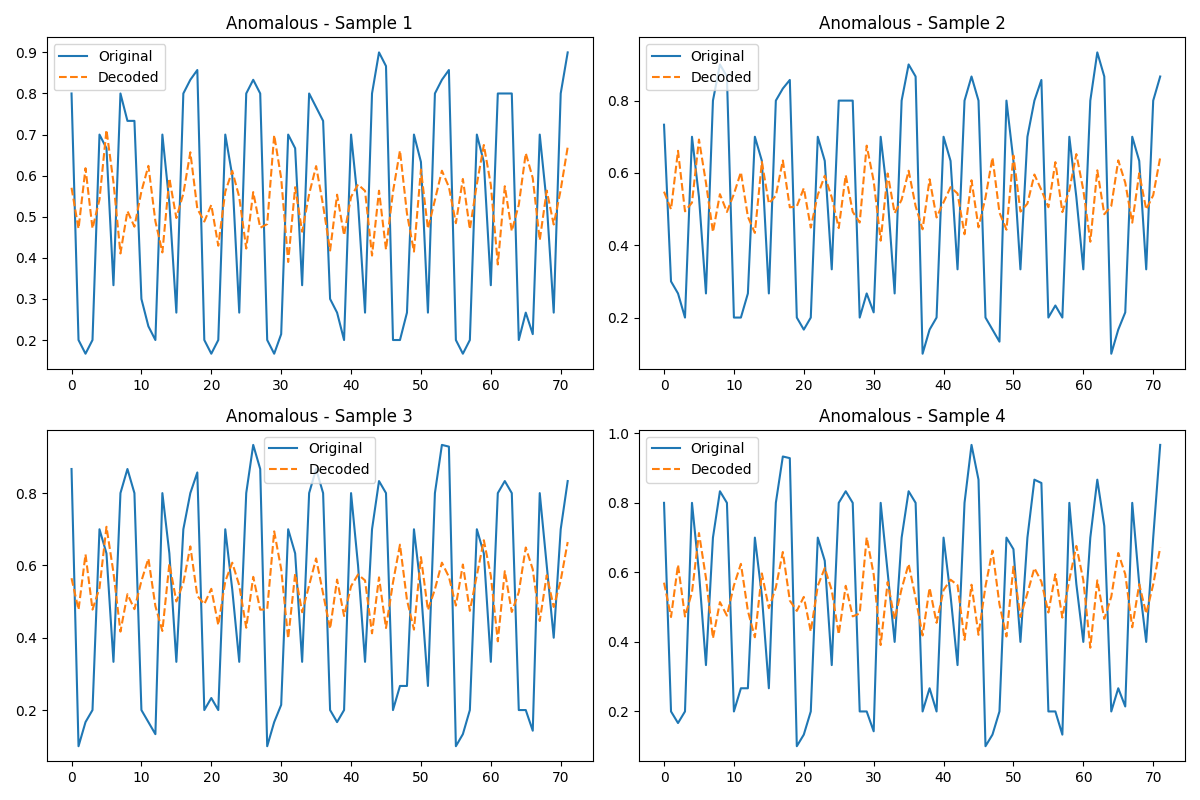 Anomalous - Sample 1
Original
Decoded
0.9
0.8
0.7
0.6
0.5
0.4
0.3
0.2
0 10 20 30 40 50 60 70
Anomalous - Sample 2
Original
Decoded
0.8
0.6
0.4
0.2
0 10 20 30 40 50 60 70
Anomalous - Sample 3
Original
Decoded
0.8
0.6
0.4
0.2
0 10 20 30 40 50 60 70
Anomalous - Sample 4
Original
Decoded
1.0
0.8
0.6
0.4
0.2
0 10 20 30 40 50 60 70